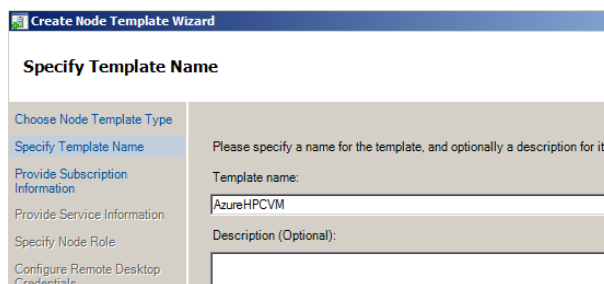 Create Node Template Wizard
Specify Template Name
Choose Node Template Type
Specify Template Name
Provide Subscription
Information
Provide Service Information
Specify Node Role
Configure Remote Desktop
Credentials
Please specify a name for the template, and optionally a description for it
Template name:
AzureHPCVM
Description (Optional):